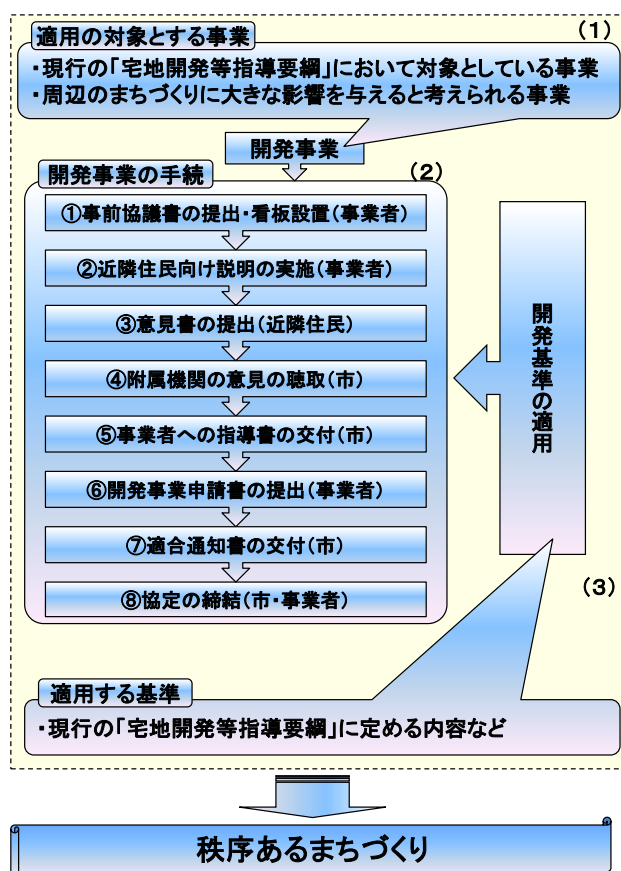 (1)
適用の対象とする事業
・現行の「宅地開発等指導要綱」において対象としている事業
・周辺のまちづくりに大きな影響を与えると考えられる事業
開発事業
開発事業の手続
(2)
①事前協議書の提出・看板設置(事業者)
②近隣住民向け説明の実施(事業者)
③意見書の提出(近隣住民)
④附属機関の意見の聴取(市)
⑤事業者への指導書の交付(市)
⑥開発事業申請書の提出(事業者)
⑦適合通知書の交付(市)
⑧協定の締結(市・事業者)
開発基準の適用
(3)
適用する基準
・現行の「宅地開発等指導要綱」に定める内容など
秩序あるまちづくり